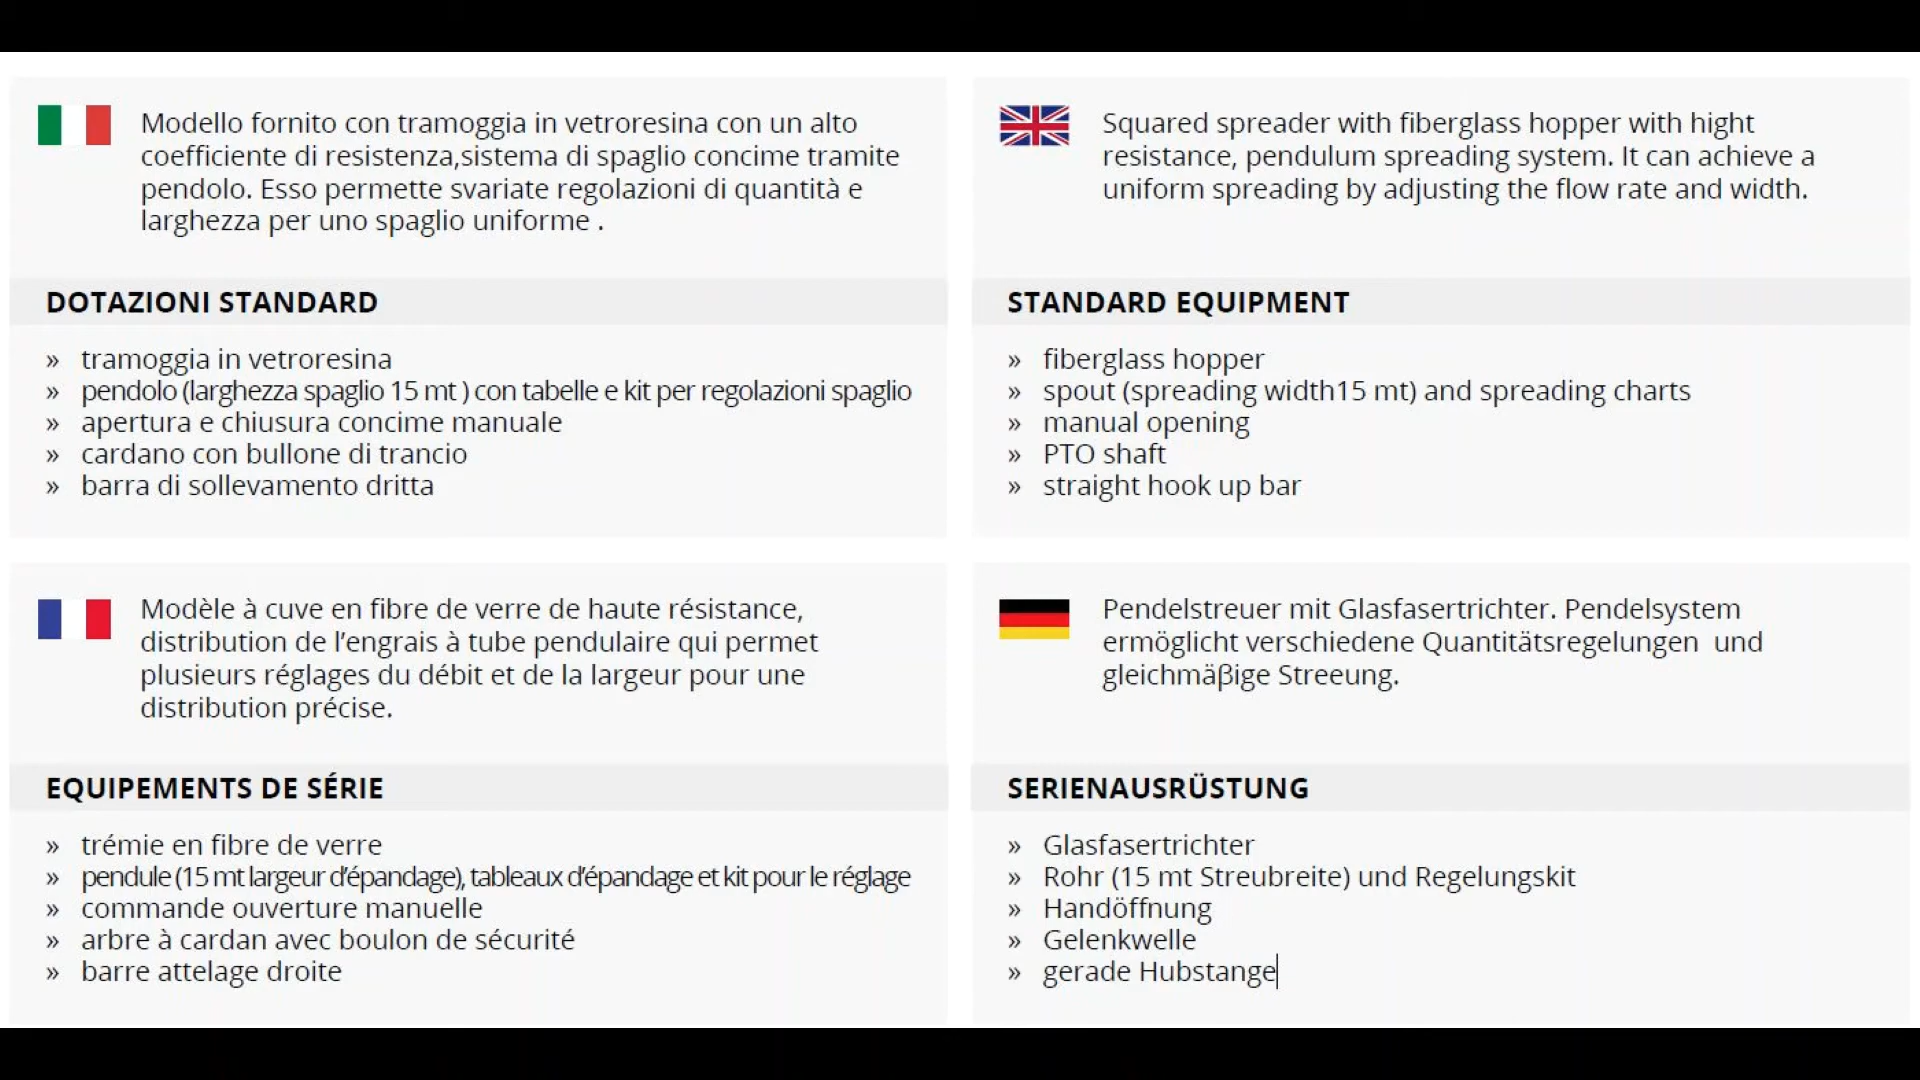 Modello fornito con tramoggia in vetroresina con un alto
coefficiente di resistenza,sistema di spaglio concime tramite
pendolo. Esso permette svariate regolazioni di quantità e
larghezza per uno spaglio uniforme .
DOTAZIONI STANDARD
» tramoggia in vetroresina
» pendolo (larghezza spaglio 15 mt ) con tabelle e kit per regolazioni spaglio
» apertura e chiusura concime manuale
» cardano con bullone di trancio
» barra di sollevamento dritta
Squared spreader with fiberglass hopper with hight
resistance, pendulum spreading system. It can achieve a
uniform spreading by adjusting the flow rate and width.
STANDARD EQUIPMENT
» fiberglass hopper
» spout (spreading width15 mt) and spreading charts
» manual opening
» PTO shaft
» straight hook up bar
Modèle à cuve en fibre de verre de haute résistance,
distribution de l’engrais à tube pendulaire qui permet
plusieurs réglages du débit et de la largeur pour une
distribution précise.
EQUIPEMENTS DE SÉRIE
» trémie en fibre de verre
» pendule (15 mt largeur d’épandage), tableaux d’épandage et kit pour le réglage
» commande ouverture manuelle
» arbre à cardan avec boulon de sécurité
» barre attelage droite
Pendelstreuer mit Glasfasertrichter. Pendelsystem
ermöglicht verschiedene Quantitätsregelungen  und
gleichmäβige Streeung.
SERIENAUSRÜSTUNG
» Glasfasertrichter
» Rohr (15 mt Streubreite) und Regelungskit
» Handöffnung
» Gelenkwelle
» gerade Hubstange